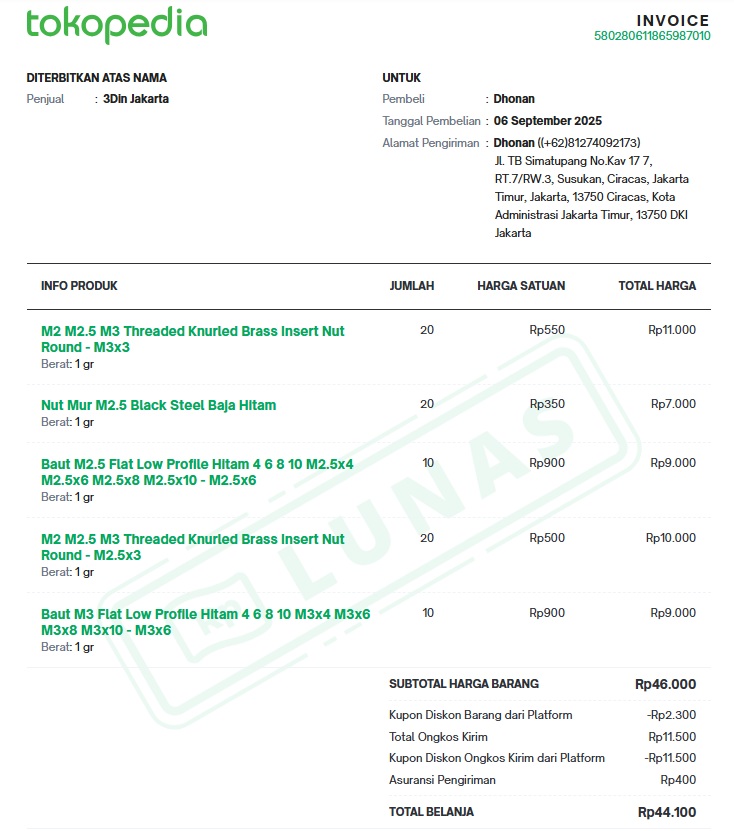 tokopedia
INVOICE
580280611865987010
DITERBITKAN ATAS NAMA
Penjual : 3Din Jakarta
UNTUK
Pembeli : Dhonan
Tanggal Pembelian : 06 September 2025
Alamat Pengiriman : Dhonan ((+62)81274092173)
Jl. TB Simatupang No.Kav 17 7,
RT.7/RW.3, Susukan, Ciracas, Jakarta
Timur, Jakarta, 13750 Ciracas, Kota
Administrasi Jakarta Timur, 13750 DKI
Jakarta
INFO PRODUK JUMLAH HARGA SATUAN TOTAL HARGA
M2 M2.5 M3 Threaded Knurled Brass Insert Nut 20 Rp550 Rp11.000
Round - M3x3
Berat: 1 gr
Nut Mur M2.5 Black Steel Baja Hitam 20 Rp350 Rp7.000
Berat: 1 gr
Baut M2.5 Flat Low Profile Hitam 4 6 8 10 M2.5x4 10 Rp900 Rp9.000
M2.5x6 M2.5x8 M2.5x10 - M2.5x6
Berat: 1 gr
M2 M2.5 M3 Threaded Knurled Brass Insert Nut 20 Rp500 Rp10.000
Round - M2.5x3
Berat: 1 gr
Baut M3 Flat Low Profile Hitam 4 6 8 10 M3x4 M3x6 10 Rp900 Rp9.000
M3x8 M3x10 - M3x6
Berat: 1 gr
Rp LUNAS
SUBTOTAL HARGA BARANG Rp46.000
Kupon Diskon Barang dari Platform -Rp2.300
Total Ongkos Kirim Rp11.500
Kupon Diskon Ongkos Kirim dari Platform -Rp11.500
Asuransi Pengiriman Rp400
TOTAL BELANJA Rp44.100